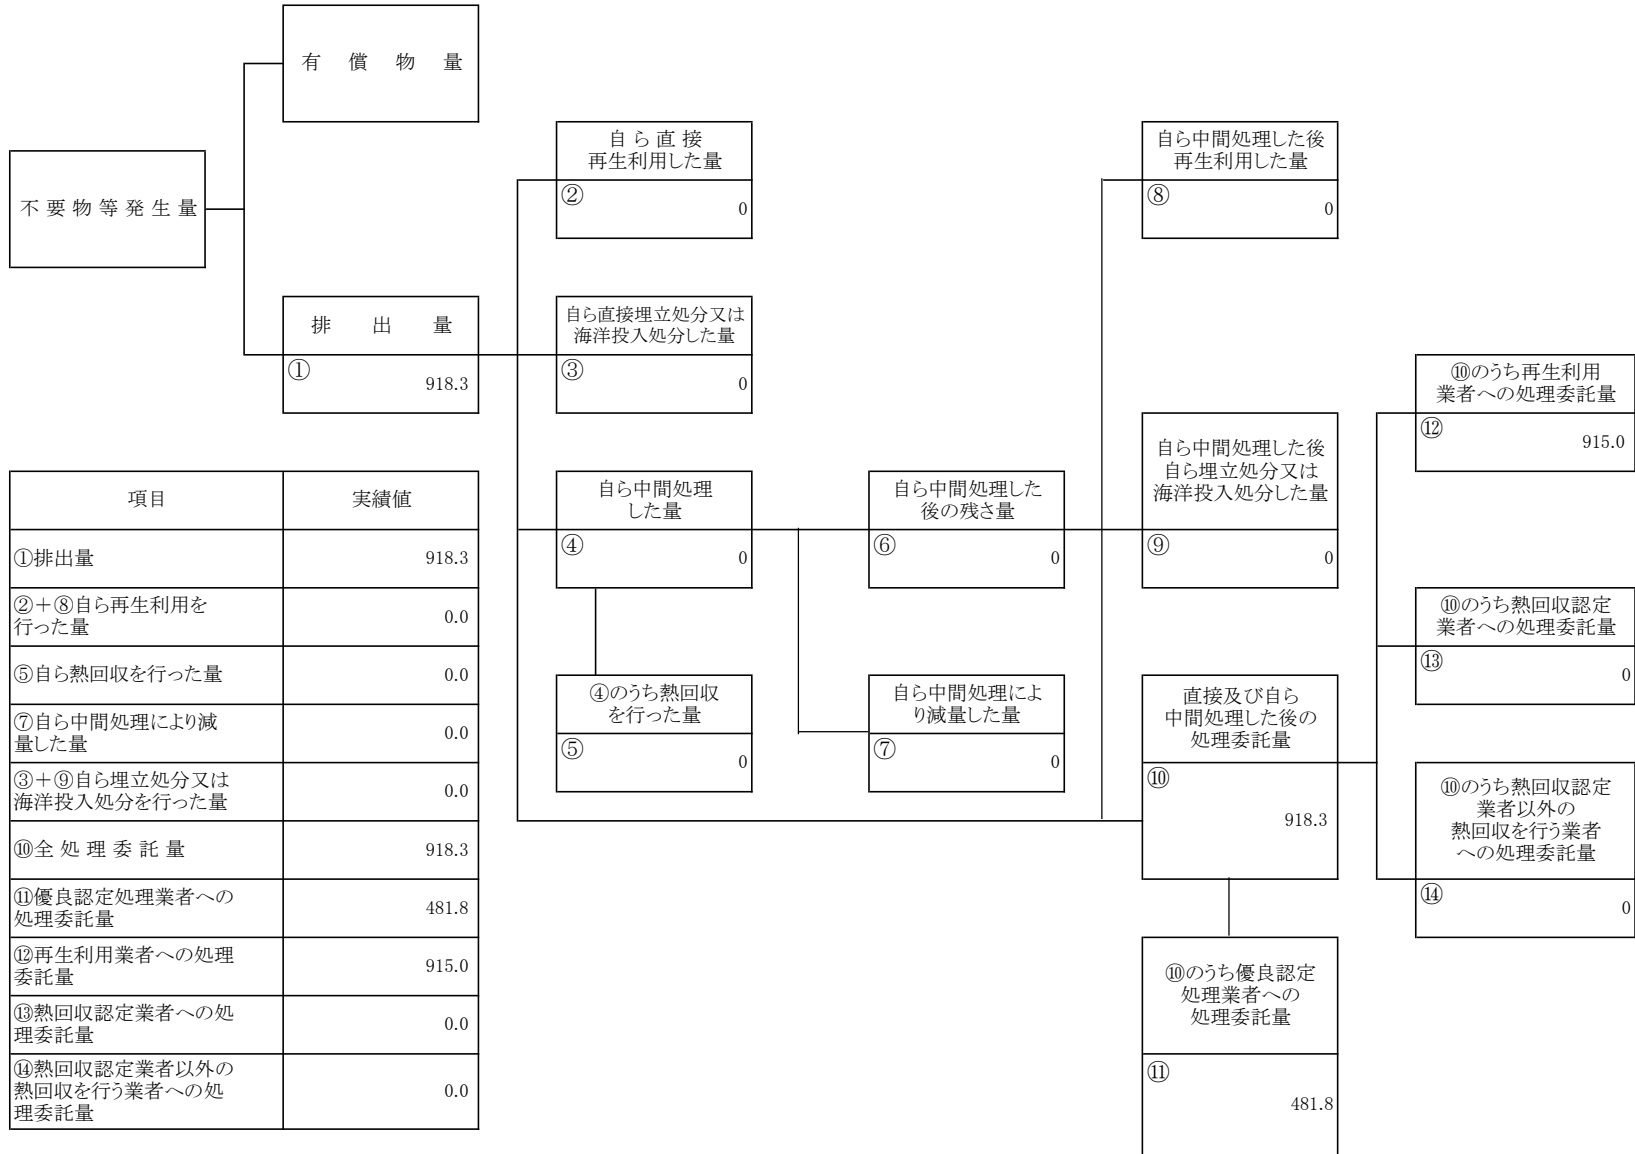 有 償 物 量
不 要 物 等 発 生 量
排 出 量
①
918.3
自 ら 直 接
再生利用した量
②
0
自ら直接埋立処分又は
海洋投入処分した量
③
0
自ら中間処理
した量
④
0
④のうち熱回収
を行った量
⑤
0
自ら中間処理した
後の残さ量
⑥
0
自ら中間処理によ
り減量した量
⑦
0
自ら中間処理した後
再生利用した量
⑧
0
自ら中間処理した後
自ら埋立処分又は
海洋投入処分した量
⑨
0
直接及び自ら
中間処理した後の
処理委託量
⑩
918.3
⑩のうち優良認定
処理業者への
処理委託量
⑪
481.8
⑩のうち再生利用
業者への処理委託量
⑫
915.0
⑩のうち熱回収認定
業者への処理委託量
⑬
0
⑩のうち熱回収認定
業者以外の
熱回収を行う業者
への処理委託量
⑭
0
項目 実績値
①排出量 918.3
②+⑧自ら再生利用を
行った量 0.0
⑤自ら熱回収を行った量 0.0
⑦自ら中間処理により減
量した量 0.0
③+⑨自ら埋立処分又は
海洋投入処分を行った量 0.0
⑩全 処 理 委 託 量 918.3
⑪優良認定処理業者への
処理委託量 481.8
⑫再生利用業者への処理
委託量 915.0
⑬熱回収認定業者への処
理委託量 0.0
⑭熱回収認定業者以外の
熱回収を行う業者への処
理委託量 0.0